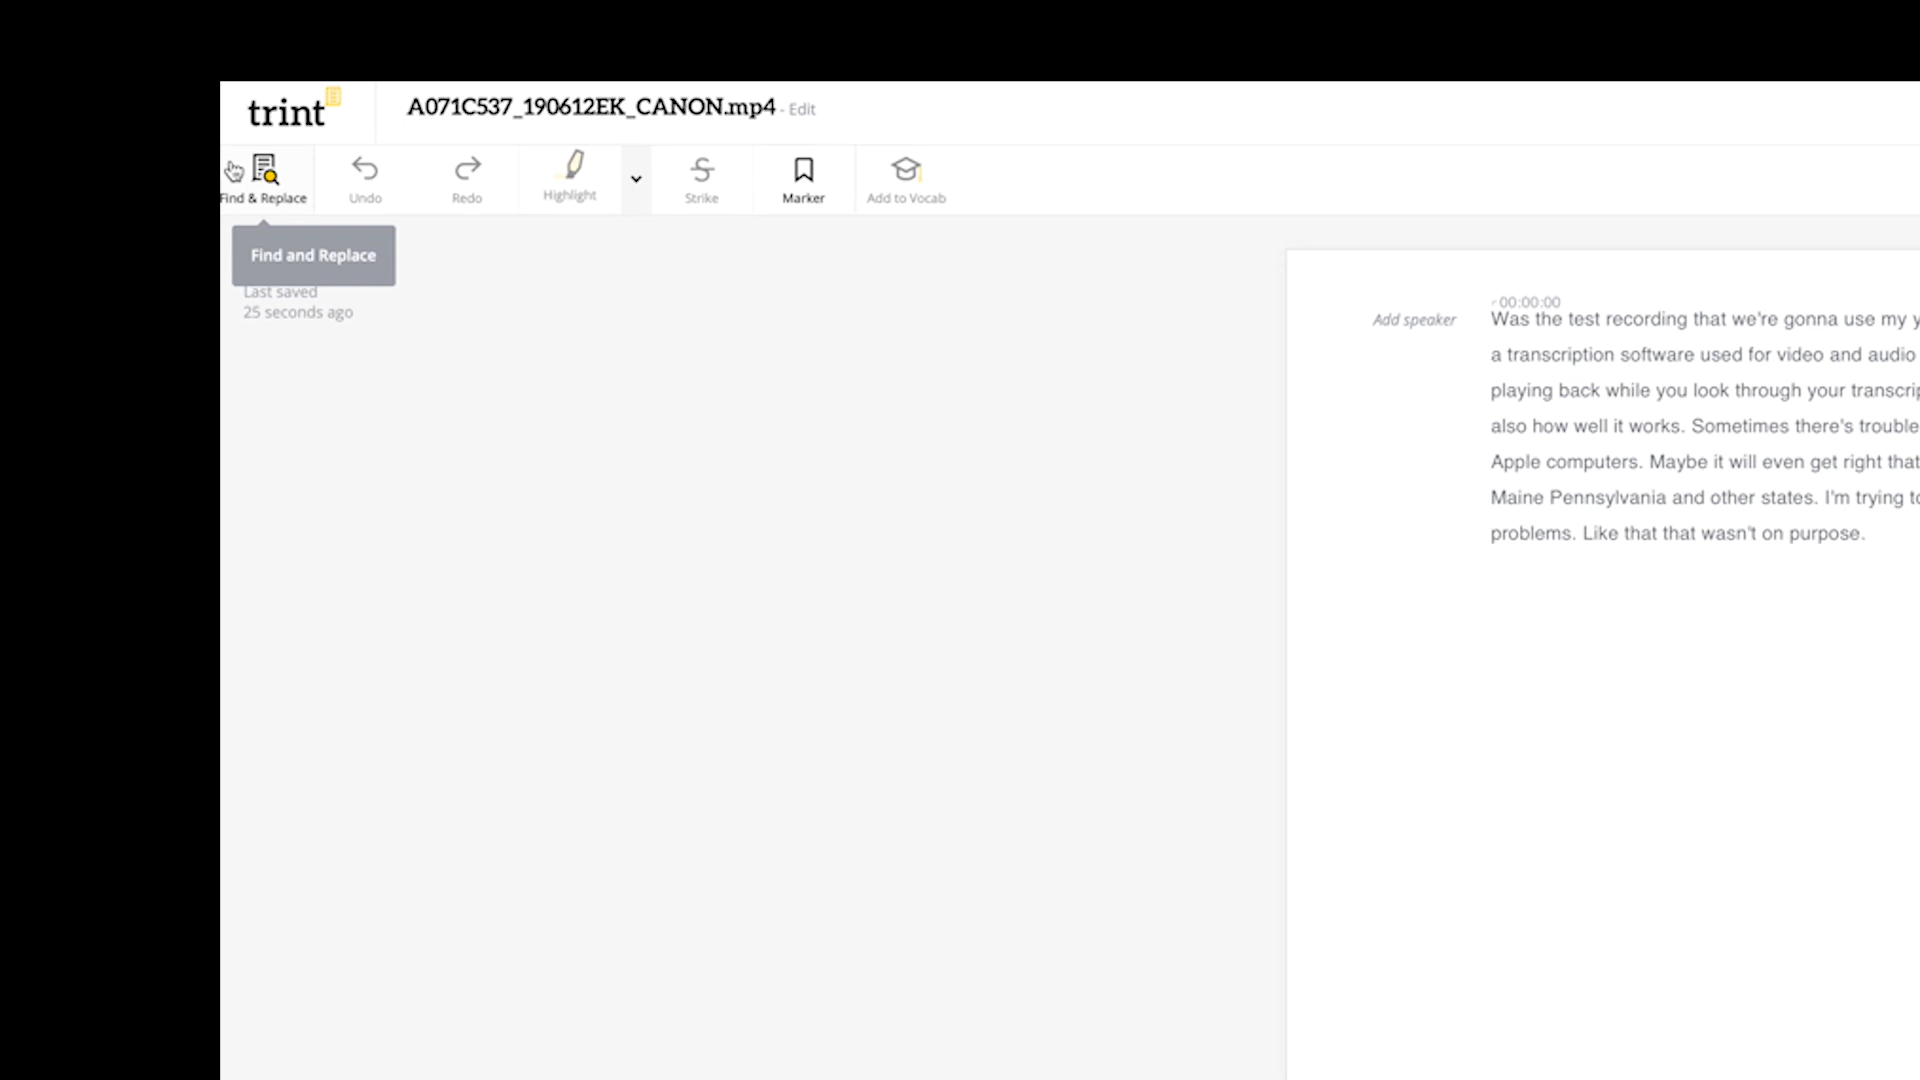 trint
A071C537_190612EK_CANON.mp4 - Edit
Find & Replace
Undo
Redo
Highlight
Strike
Marker
Add to Vocab
Find and Replace
Last saved
25 seconds ago
00:00:00
Add speaker
Was the test recording that we're gonna use my
a transcription software used for video and audio
playing back while you look through your
also how well it works. Sometimes there's trouble
Apple computers. Maybe it will even get right that
Maine Pennsylvania and other states. I'm trying
problems. Like that that wasn't on purpose.